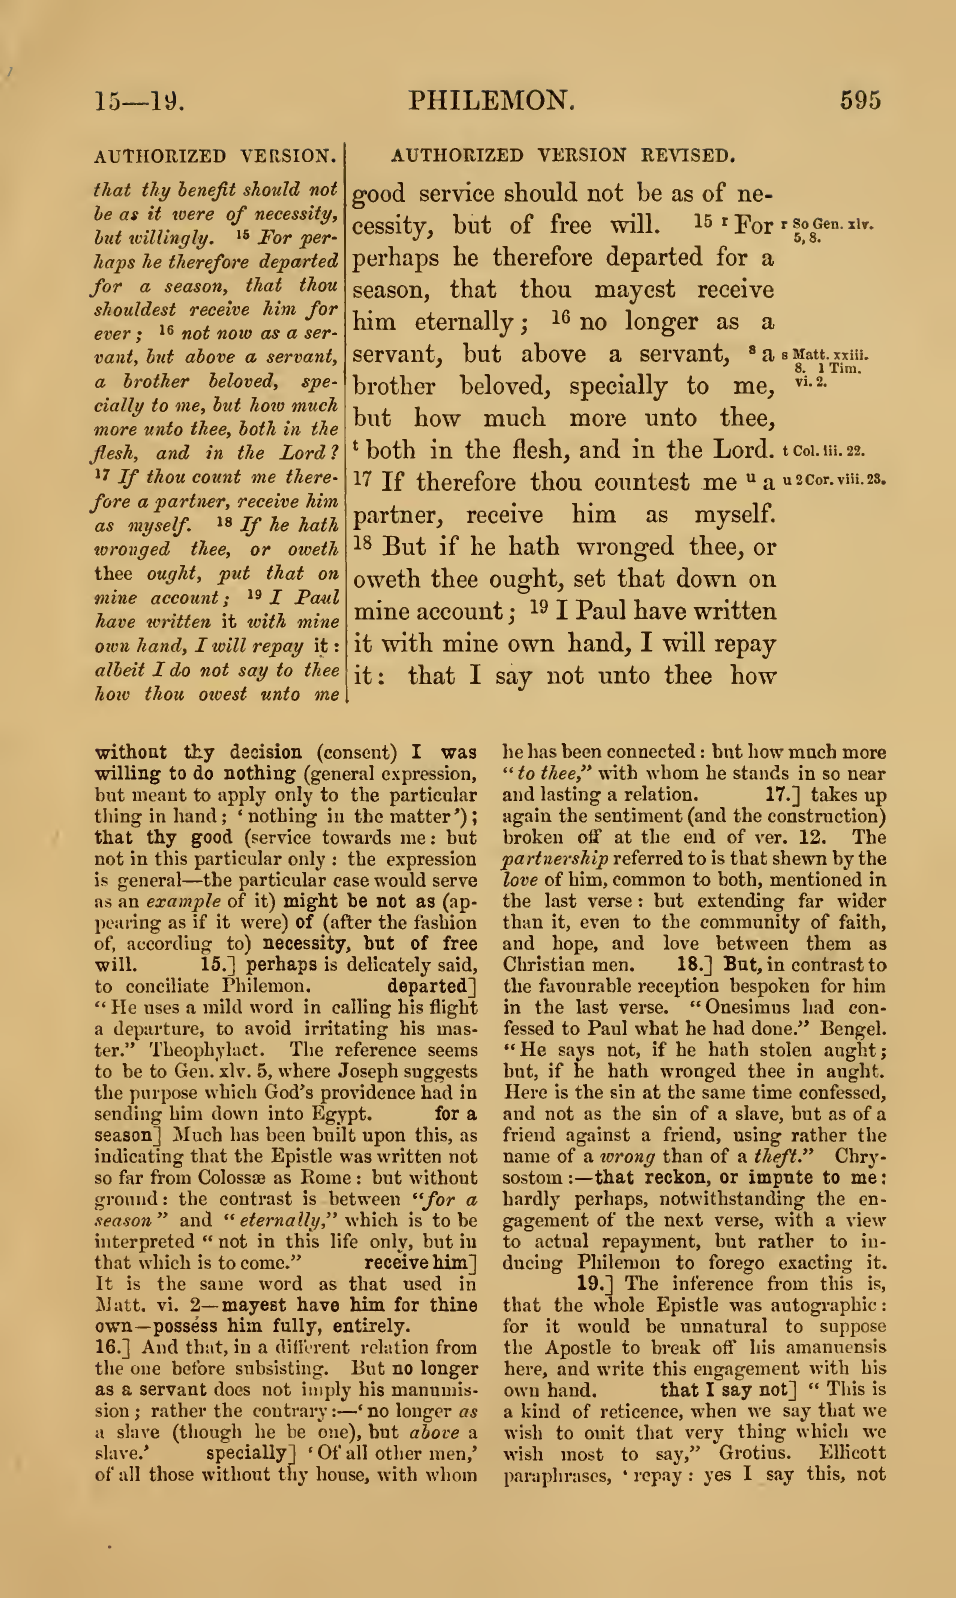 15—19.
PHILEMON.
595
AUTHORIZED VERSION.
that thy benefit should not
be as it were of necessity,
but willingly. 15 For per-
haps he therefore departed
for a season, that thou
shouldest receive him for
ever; 16 not now as a ser-
vant, but above a servant,
a brother beloved, spe-
cially to me, but how much
more unto thee, both in the
flesh, and in the Lord?
17 If thou count me there-
fore a partner, receive him
as myself. 18 If he hath
wronged thee, or oweth
thee ought, put that on
mine account; 19 I Paul
have written it with mine
own hand, I will repay it:
albeit I do not say to thee
how thou owest unto me
AUTHORIZED VERSION REVISED.
good service should not be as of ne-
cessity, but of free will. 15 r For
perhaps he therefore departed for a
season, that thou mayest receive
him eternally; 16 no longer as a
servant, but above a servant, s a
brother beloved, specially to me,
but how much more unto thee,
t both in the flesh, and in the Lord.
17 If therefore thou countest me u a
partner, receive him as myself.
18 But if he hath wronged thee, or
oweth thee ought, set that down on
mine account; 19 I Paul have written
it with mine own hand, I will repay
it: that I say not unto thee how
r So Gen. xlv.
5, 8.
s Matt. xxiii.
8. 1 Tim.
vi. 2.
t Col. iii. 22.
u 2 Cor. viii. 23.
without thy decision (consent) I was
willing to do nothing (general expression,
but meant to apply only to the particular
thing in hand; ‘nothing in the matter’);
that thy good (service towards me: but
not in this particular only: the expression
is general—the particular case would serve
as an example of it) might be not as (ap-
pearing as if it were) of (after the fashion
of, according to) necessity, but of free
will. 15.] perhaps is delicately said,
to conciliate Philemon. departed]
“He uses a mild word in calling his flight
a departure, to avoid irritating his mas-
ter.” Theophylact. The reference seems
to be to Gen. xlv. 5, where Joseph suggests
the purpose which God’s providence had in
sending him down into Egypt. for a
season] Much has been built upon this, as
indicating that the Epistle was written not
so far from Colossæ as Rome: but without
ground: the contrast is between “for a
season” and “eternally,” which is to be
interpreted “not in this life only, but in
that which is to come.” receive him]
It is the same word as that used in
Matt. vi. 2—mayest have him for thine
own—possess him fully, entirely.
16.] And that, in a different relation from
the one before subsisting. But no longer
as a servant does not imply his manumis-
sion; rather the contrary:—‘no longer as
a slave (though he be one), but above a
slave.’ specially] ‘Of all other men,’
of all those without thy house, with whom
he has been connected: but how much more
“to thee,” with whom he stands in so near
and lasting a relation. 17.] takes up
again the sentiment (and the construction)
broken off at the end of ver. 12. The
partnership referred to is that shewn by the
love of him, common to both, mentioned in
the last verse: but extending far wider
than it, even to the community of faith,
and hope, and love between them as
Christian men. 18.] But, in contrast to
the favourable reception bespoken for him
in the last verse. “Onesimus had con-
fessed to Paul what he had done.” Bengel.
“He says not, if he hath stolen aught;
but, if he hath wronged thee in aught.
Here is the sin at the same time confessed,
and not as the sin of a slave, but as of a
friend against a friend, using rather the
name of a wrong than of a theft.” Chry-
sostom:—that reckon, or impute to me:
hardly perhaps, notwithstanding the en-
gagement of the next verse, with a view
to actual repayment, but rather to in-
ducing Philemon to forego exacting it.
19.] The inference from this is,
that the whole Epistle was autographic:
for it would be unnatural to suppose
the Apostle to break off his amanuensis
here, and write this engagement with his
own hand. that I say not] “This is
a kind of reticence, when we say that we
wish to omit that very thing which we
wish most to say,” Grotius. Ellicott
paraphrases, ‘repay: yes I say this, not